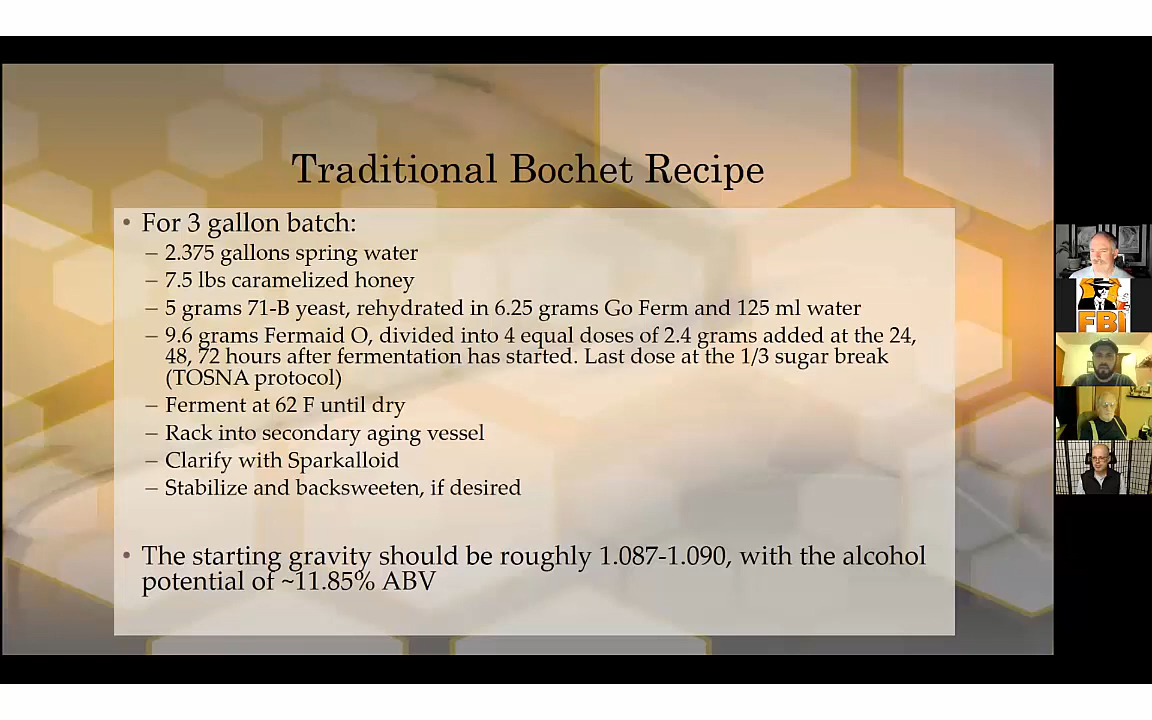 Traditional Bochet Recipe
• For 3 gallon batch:
– 2.375 gallons spring water
– 7.5 lbs caramelized honey
– 5 grams 71-B yeast, rehydrated in 6.25 grams Go Ferm and 125 ml water
– 9.6 grams Fermaid O, divided into 4 equal doses of 2.4 grams added at the 24,
48, 72 hours after fermentation has started. Last dose at the 1/3 sugar break
(TOSNA protocol)
– Ferment at 62 F until dry
– Rack into secondary aging vessel
– Clarify with Sparkalloid
– Stabilize and backsweeten, if desired
• The starting gravity should be roughly 1.087-1.090, with the alcohol
potential of ~11.85% ABV
FBI